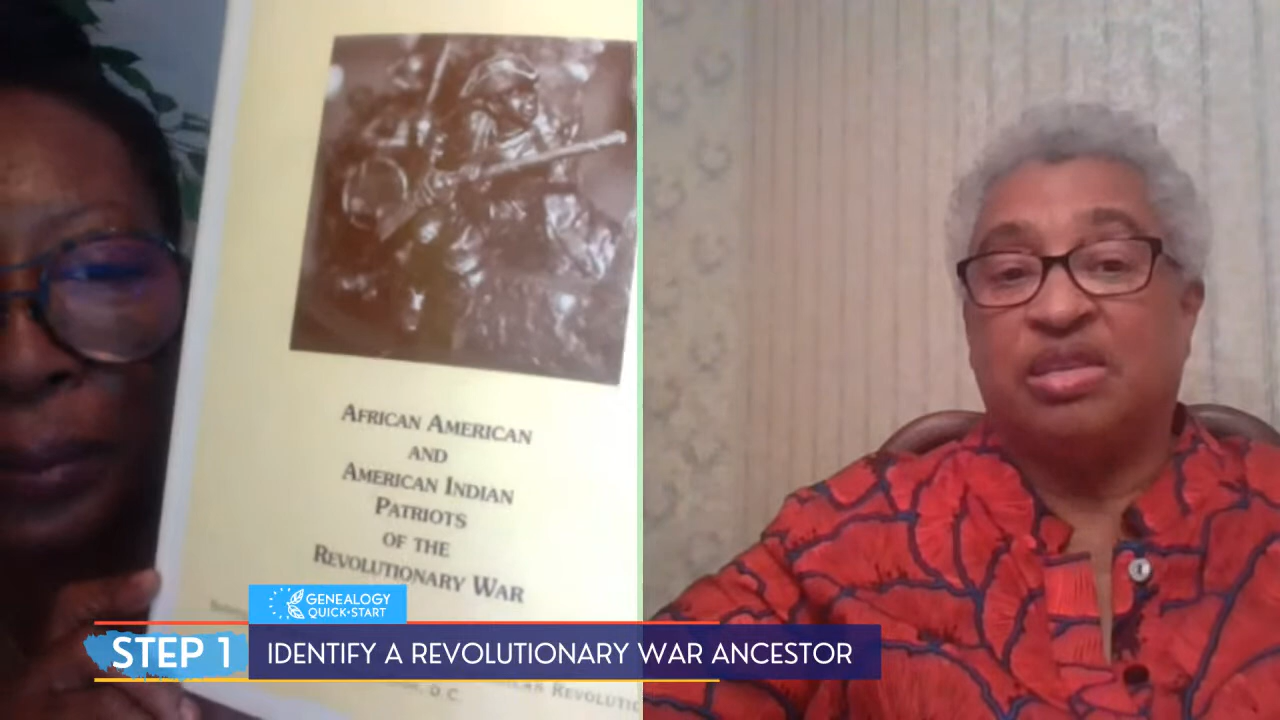 AFRICAN AMERICAN
AND
AMERICAN INDIAN
PATRIOTS
OF THE
REVOLUTIONARY WAR
GENEALOGY
QUICK•START
STEP 1
IDENTIFY A REVOLUTIONARY WAR ANCESTOR
D.C.